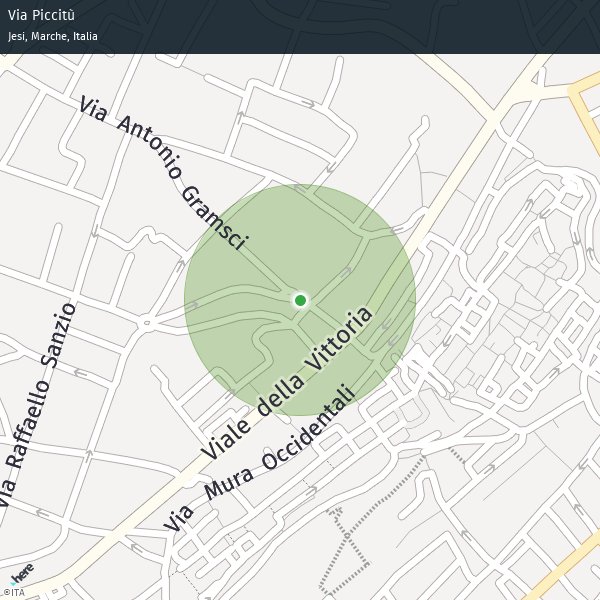 Via Piccitù
Jesi, Marche, Italia
Via Antonio Gramsci
Via Raffaello Sanzio
Viale della Vittoria
Via Mura Occidentali
here
©ITA